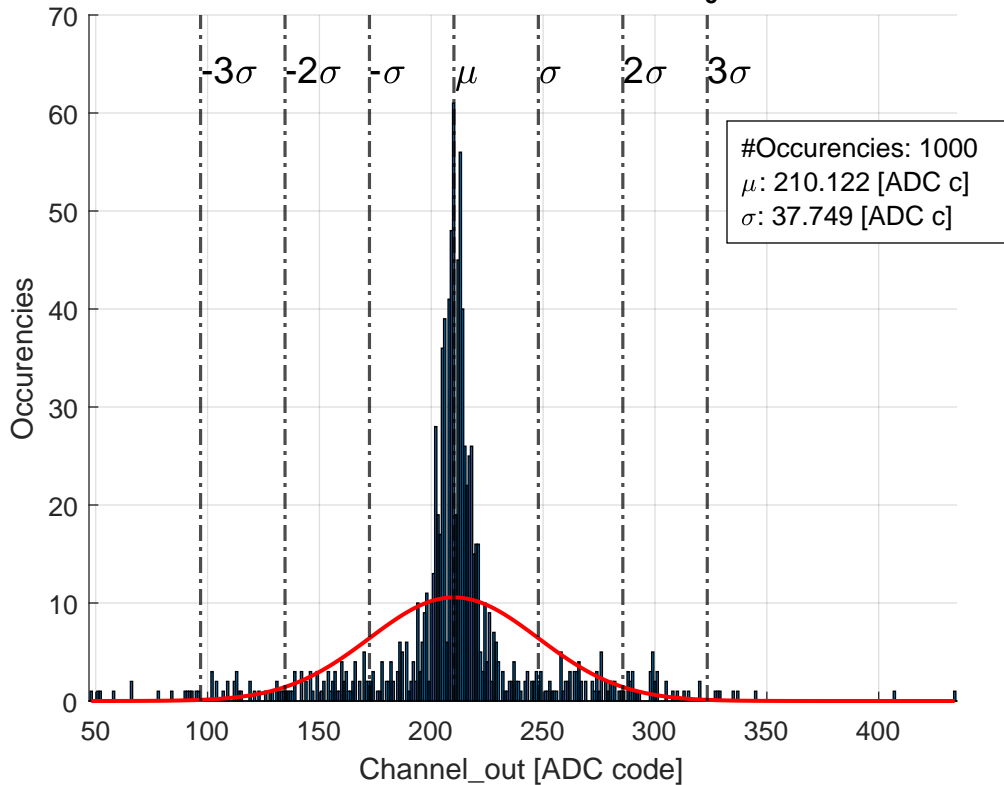 70
60
50
40
30
20
10
0
-3σ -2σ -σ μ σ 2σ 3σ
#Occurencies: 1000
μ: 210.122 [ADC c]
σ: 37.749 [ADC c]
Occurencies
50 100 150 200 250 300 350 400
Channel_out [ADC code]